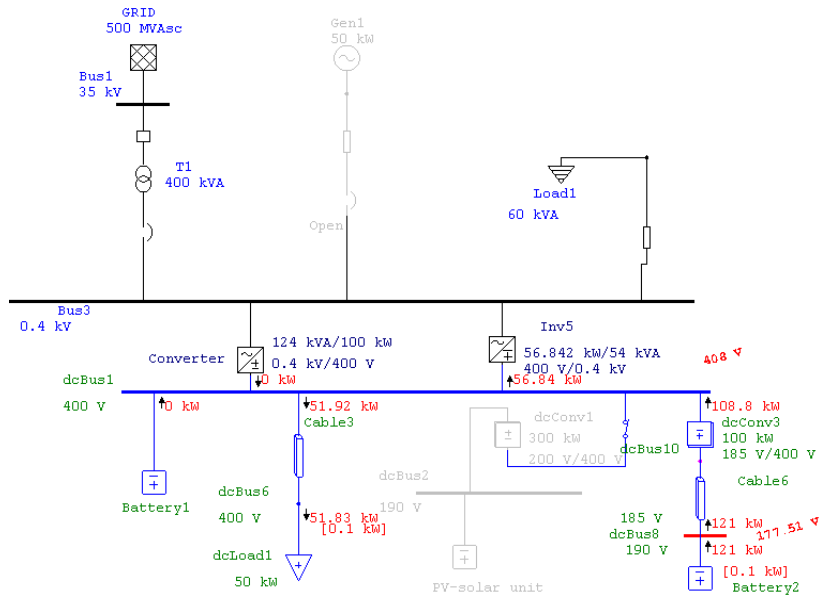 GRID
500 MVAsc
Gen1
50 kW
Bus1
35 kV
T1
400 kVA
Load1
60 kVA
Open
Bus3
0.4 kV
Inv5
124 kVA/100 kW
0.4 kV/400 V
Converter
56.842 kW/54 kVA
400 V/0.4 kV
408 V
0 kW
56.84 kW
dcBus1
400 V
0 kW
51.92 kW
108.8 kW
Cable3
dcConv1
300 kW
200 V/400 V
dcBus10
dcConv3
100 kW
185 V/400 V
dcBus2
190 V
Cable6
Battery1
dcBus6
400 V
51.83 kW
[0.1 kW]
185 V
121 kW
177.51 V
dcBus8
190 V
121 kW
dcLoad1
50 kW
PV-solar unit
[0.1 kW]
Battery2